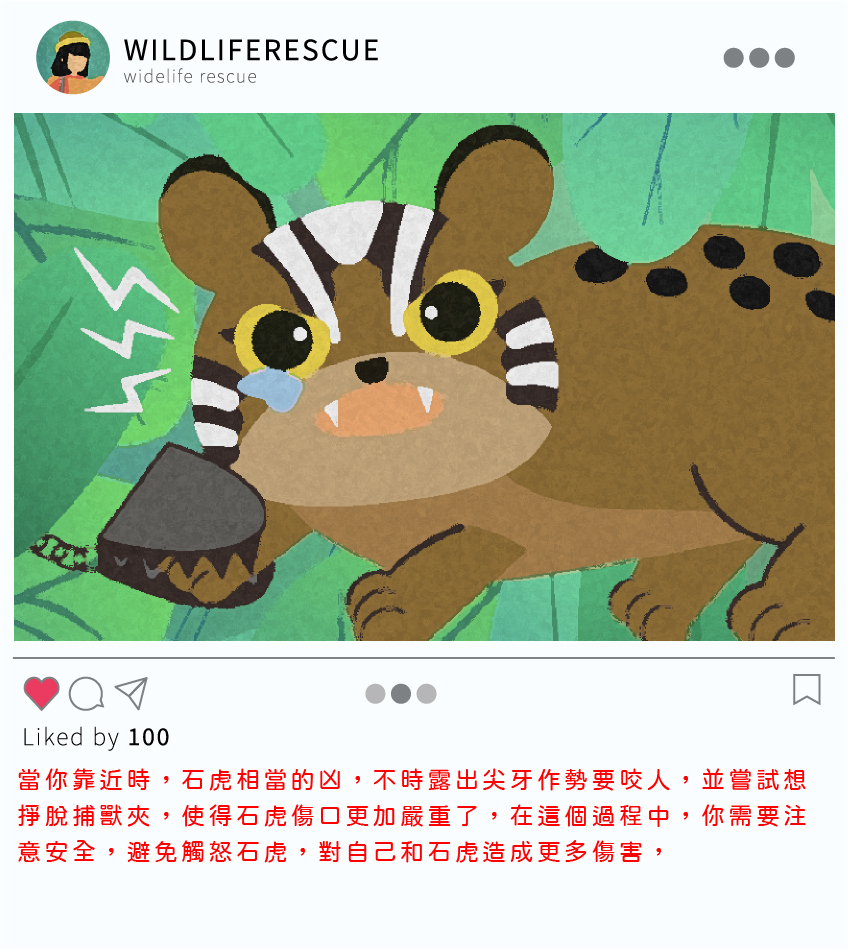 WILDLIFERESCUE
widelife rescue
Liked by 100
當你靠近時，石虎相當的凶，不時露出尖牙作勢要咬人，並嘗試想
掙脫捕獸夾，使得石虎傷口更加嚴重了，在這個過程中，你需要注
意安全，避免觸怒石虎，對自己和石虎造成更多傷害，